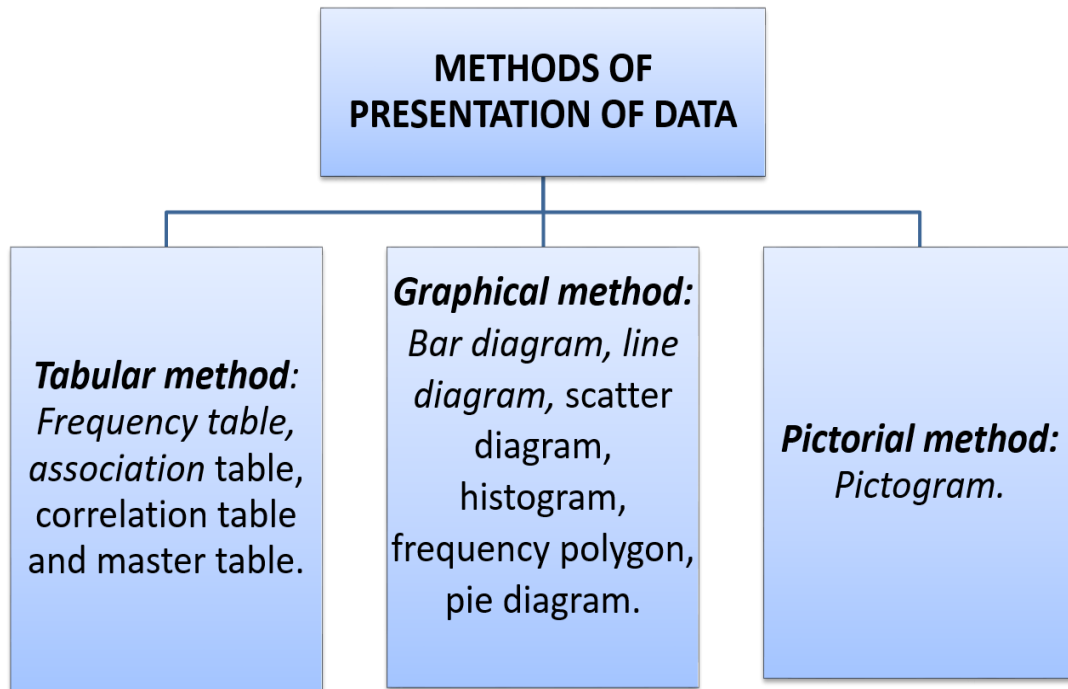 METHODS OF
PRESENTATION OF DATA
Tabular method:
Frequency table,
association table,
correlation table
and master table.
Graphical method:
Bar diagram, line
diagram, scatter
diagram,
histogram,
frequency polygon,
pie diagram.
Pictorial method:
Pictogram.